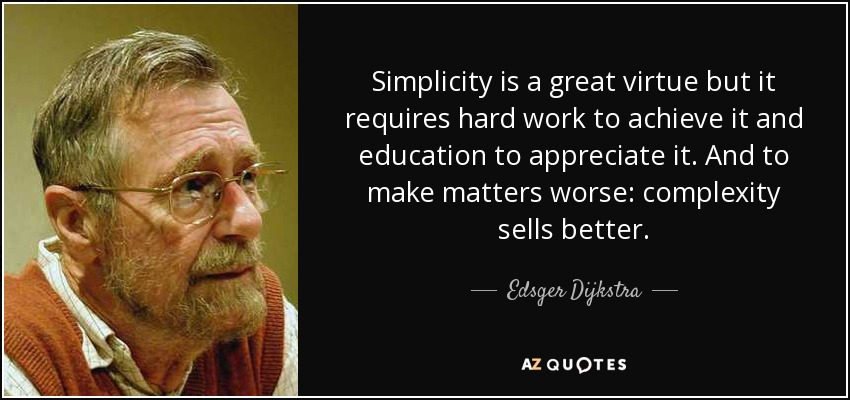 Simplicity is a great virtue but it
requires hard work to achieve it and
education to appreciate it. And to
make matters worse: complexity
sells better.
Edsger Dijkstra
AZ QUOTES